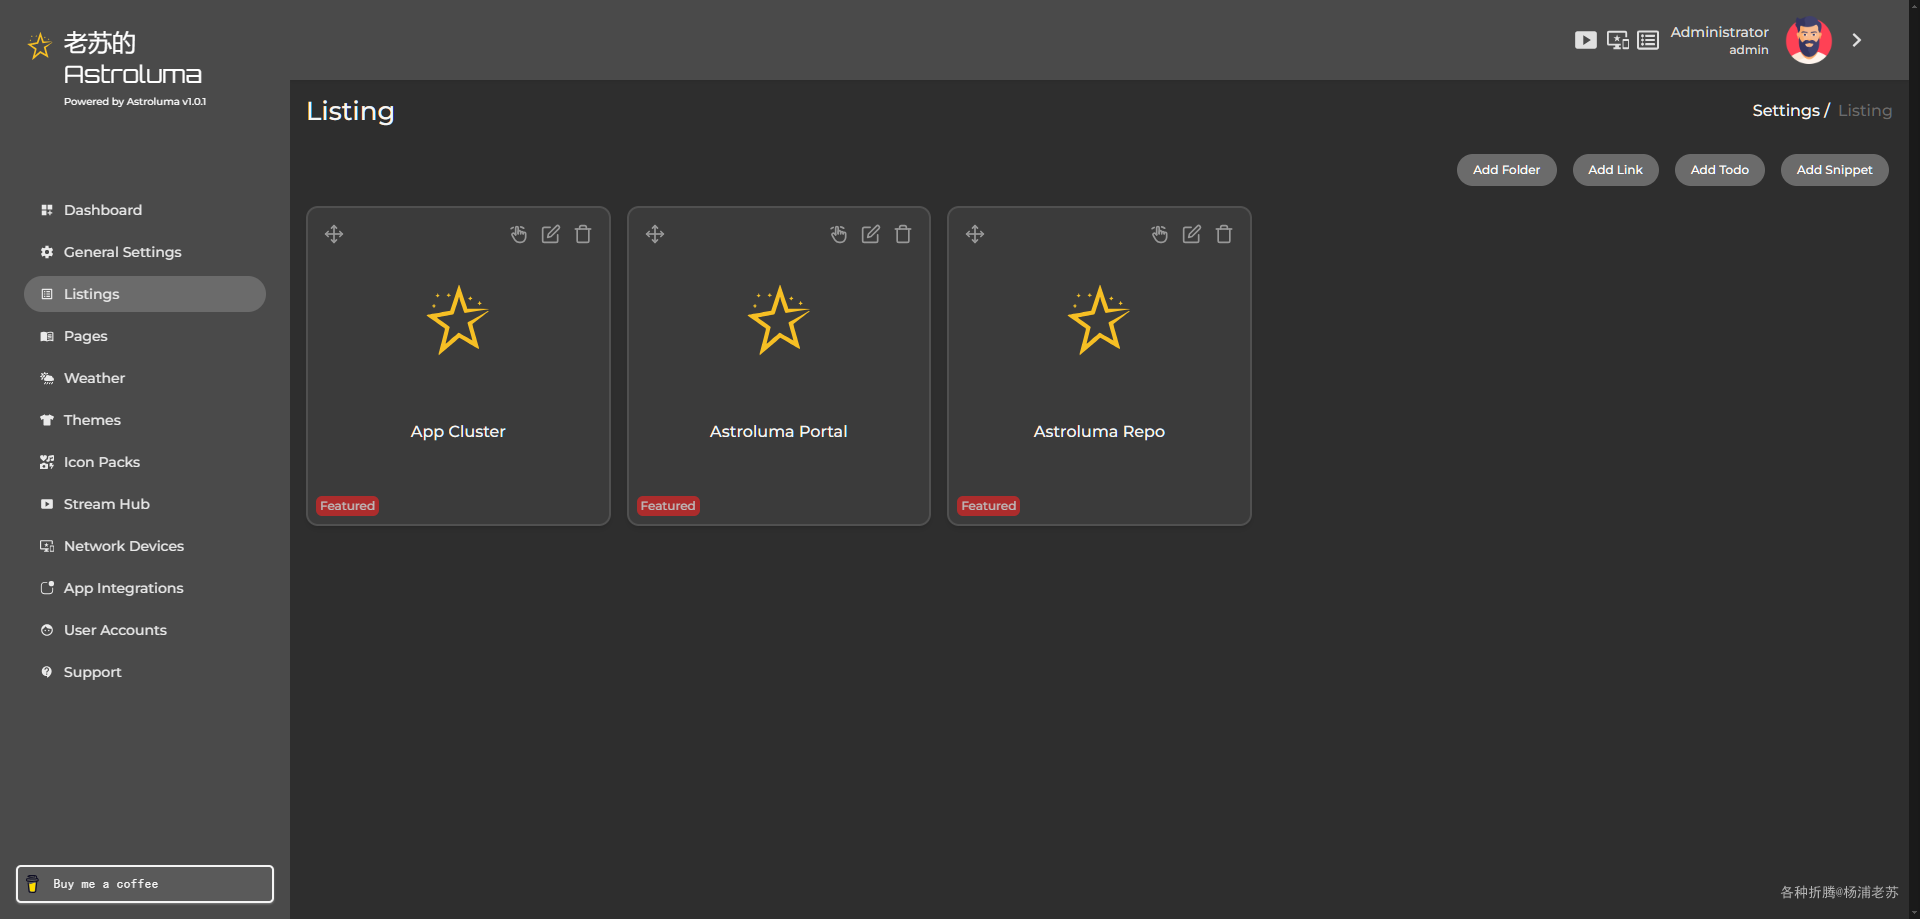 老苏的
Astroluma
Powered by Astroluma v1.0.1
Administrator
admin
Dashboard
General Settings
Listings
Pages
Weather
Themes
Icon Packs
Stream Hub
Network Devices
App Integrations
User Accounts
Support
Buy me a coffee
Listing
Settings / Listing
Add Folder Add Link Add Todo Add Snippet
App Cluster
Featured
Astroluma Portal
Featured
Astroluma Repo
Featured
各种折腾@杨浦老苏